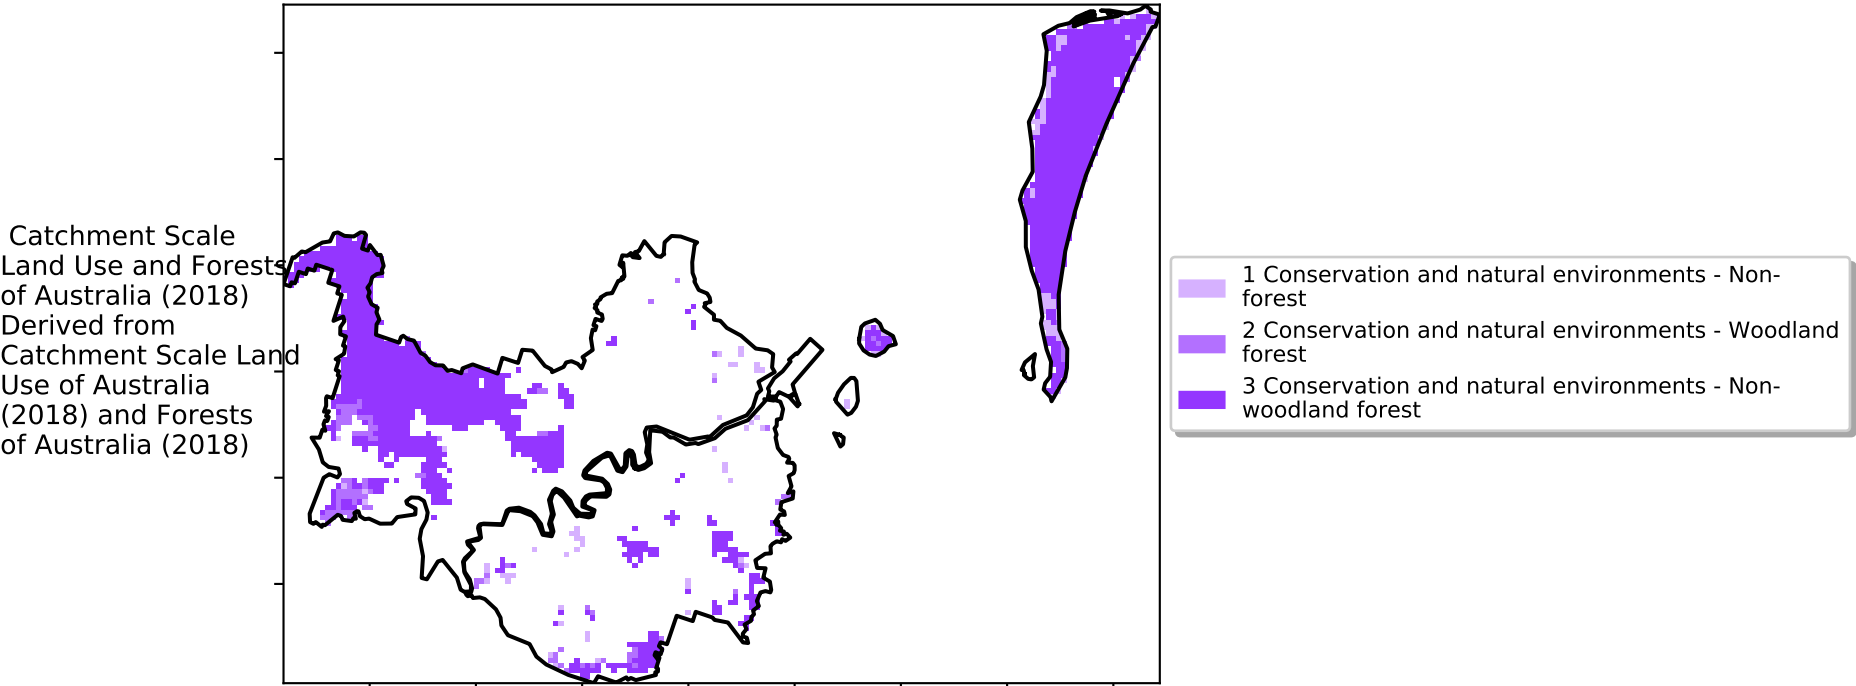 Catchment Scale
Land Use and Forests
of Australia (2018)
Derived from
Catchment Scale Land
Use of Australia
(2018) and Forests
of Australia (2018)
1 Conservation and natural environments - Non-
forest
2 Conservation and natural environments - Woodland
forest
3 Conservation and natural environments - Non-
woodland forest